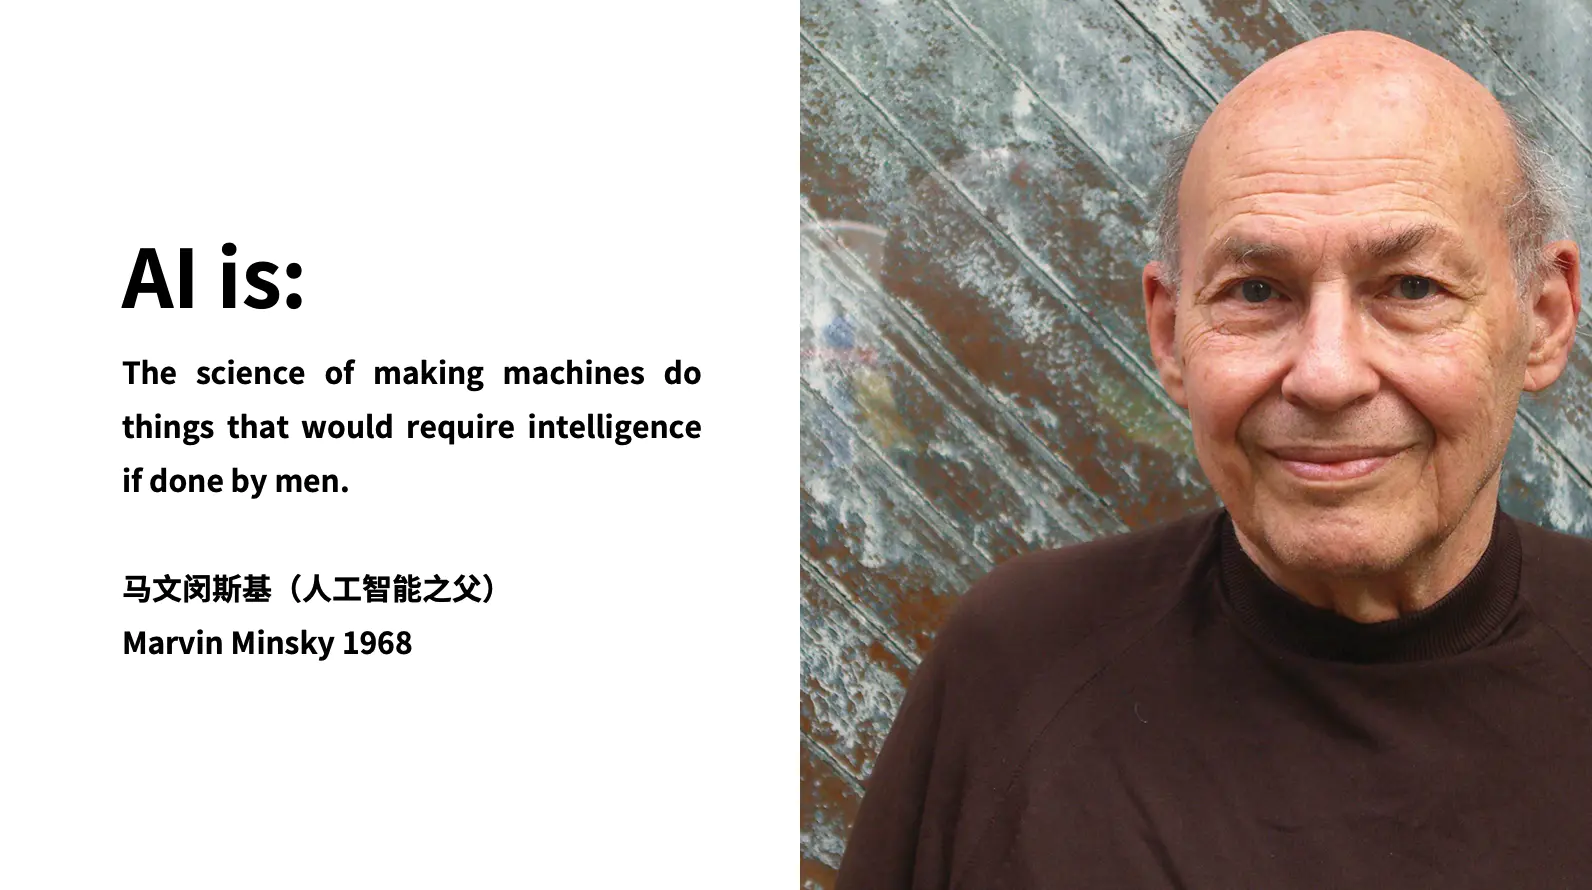 AI is:
The science of making machines do
things that would require intelligence
if done by men.
马文闵斯基（人工智能之父）
Marvin Minsky 1968